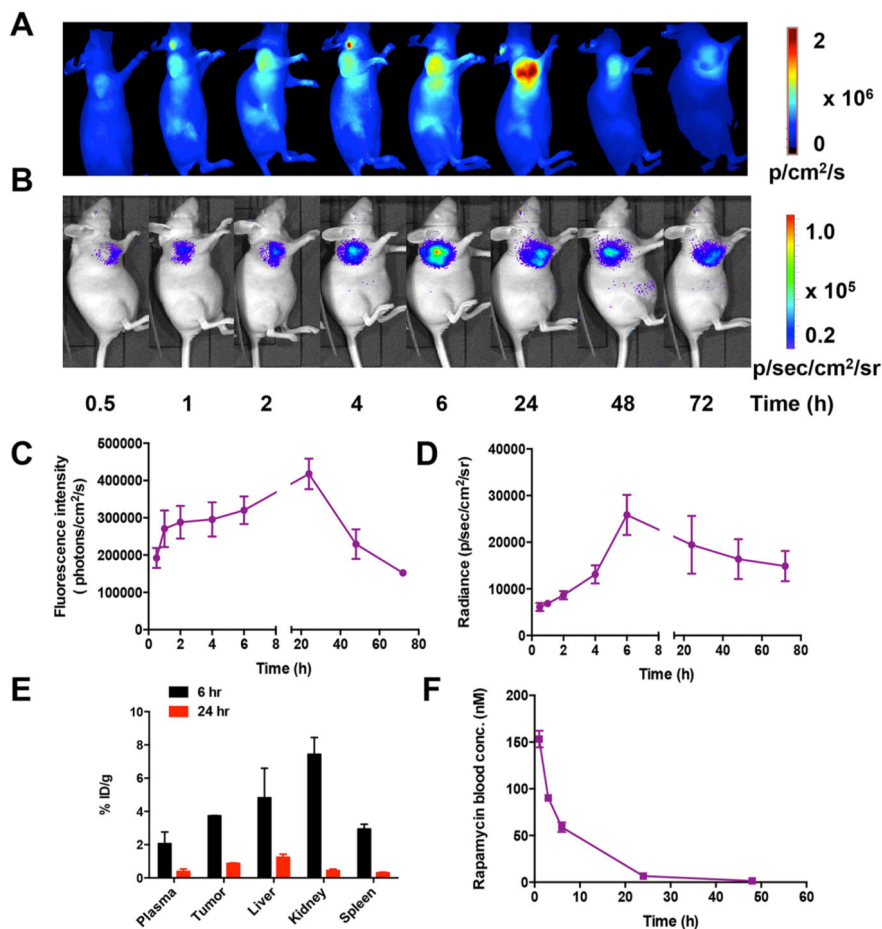 A
2
x 10⁶
0
p/cm²/s
B
1.0
x 10⁵
0.2
p/sec/cm²/sr
0.5 1 2 4 6 24 48 72 Time (h)
C
Fluorescence intensity
( photons/cm²/s)
500000
400000
300000
200000
100000
0 2 4 6 8 20 40 60 80
Time (h)
D
Radiance (p/sec/cm²/sr)
40000
30000
20000
10000
0
0 2 4 6 8 20 40 60 80
Time (h)
E
6 hr
24 hr
% ID/g
10
8
6
4
2
0
Plasma
Tumor
Liver
Kidney
Spleen
F
Rapamycin blood conc. (nM)
200
150
100
50
0
0 20 40 60
Time (h)